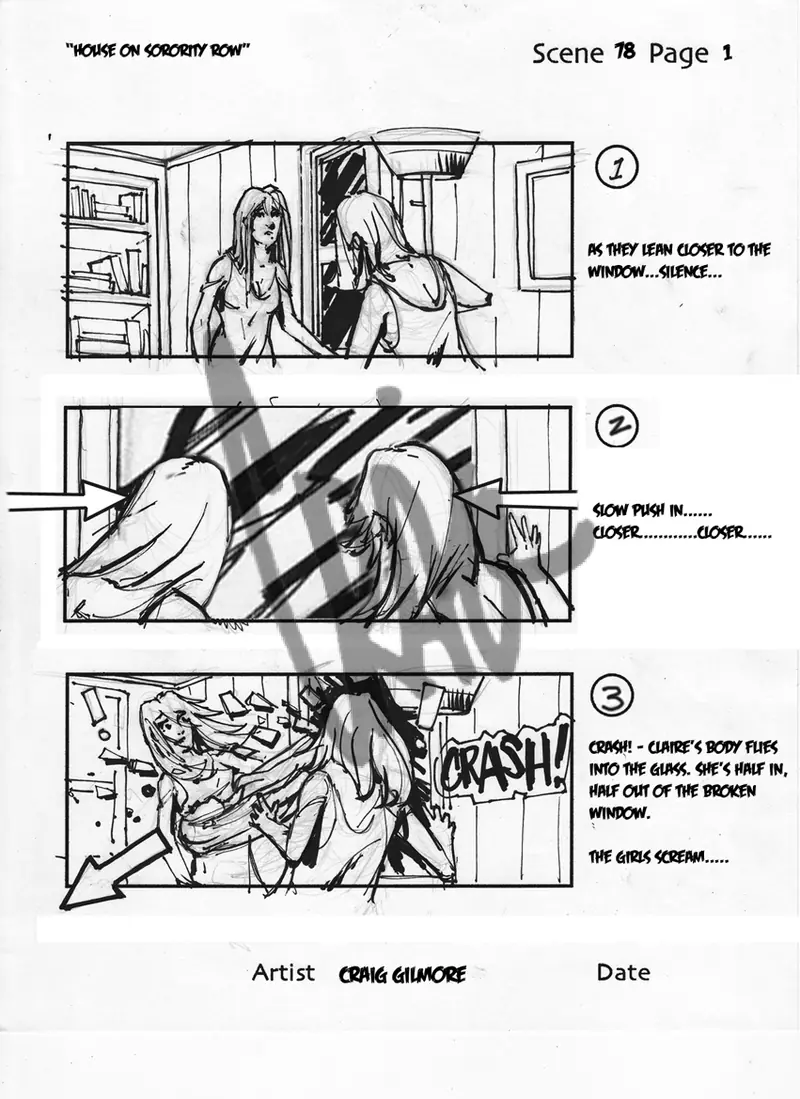 "HOUSE ON SORORITY ROW"
Scene 78 Page 1
1
AS THEY LEAN CLOSER TO THE
WINDOW...SILENCE...
2
SLOW PUSH IN......
CLOSER............CLOSER......
3
CRASH!
CRASH! - CLAIRE'S BODY FLIES
INTO THE GLASS. SHE'S HALF IN,
HALF OUT OF THE BROKEN
WINDOW.
THE GIRLS SCREAM.....
Artist CRAIG GILMORE
Date